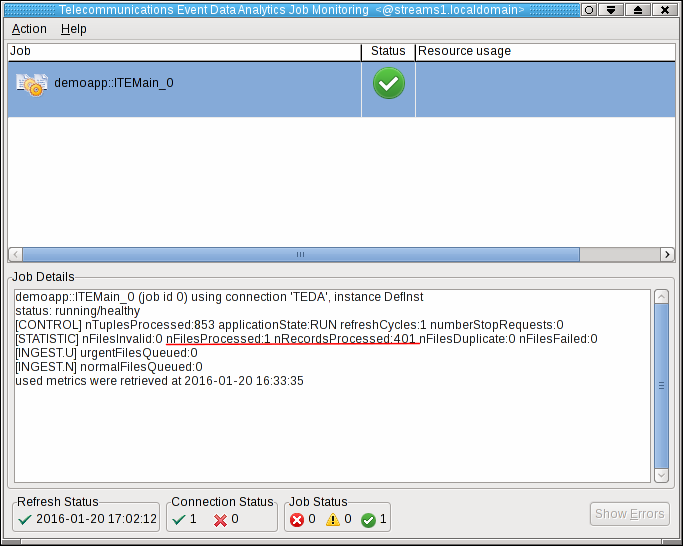 Telecommunications Event Data Analytics Job Monitoring <@streams1.localdomain>
Action Help
Job Status Resource usage
demoapp::ITEMain_0
Job Details
demoapp::ITEMain_0 (job id 0) using connection 'TEDA', instance DefInst
status: running/healthy
[CONTROL] nTuplesProcessed:853 applicationState:RUN refreshCycles:1 numberStopRequests:0
[STATISTIC] nFilesInvalid:0 nFilesProcessed:1 nRecordsProcessed:401 nFilesDuplicate:0 nFilesFailed:0
[INGEST.U] urgentFilesQueued:0
[INGEST.N] normalFilesQueued:0
used metrics were retrieved at 2016-01-20 16:33:35
Refresh Status Connection Status Job Status
2016-01-20 17:02:12 1 0 0 0 1 Show Errors